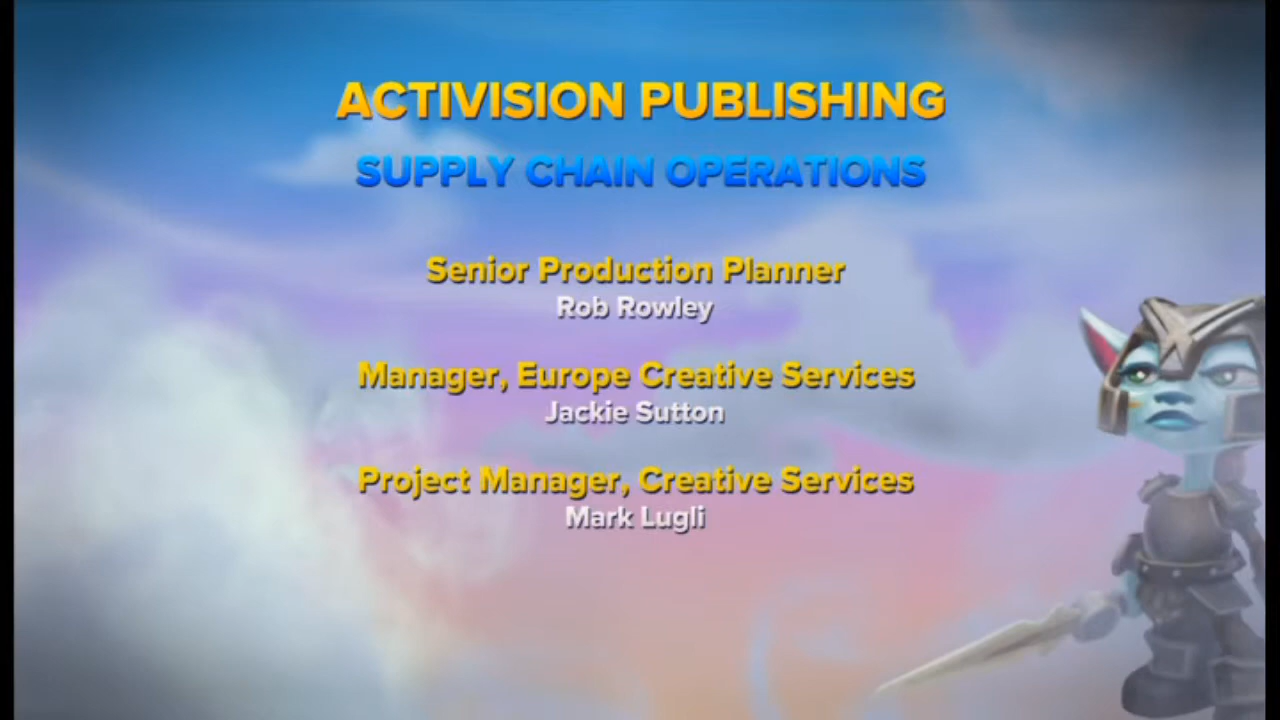 ACTIVISION PUBLISHING
SUPPLY CHAIN OPERATIONS
Senior Production Planner
Rob Rowley
Manager, Europe Creative Services
Jackie Sutton
Project Manager, Creative Services
Mark Lugli